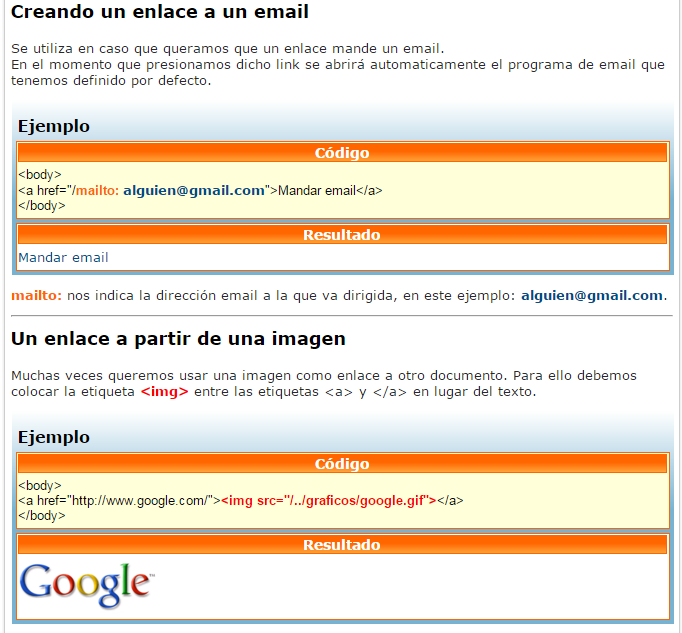 Creando un enlace a un email
Se utiliza en caso que queramos que un enlace mande un email.
En el momento que presionamos dicho link se abrirá automaticamente el programa de email que
tenemos definido por defecto.
Ejemplo
Código
<body>
<a href="/mailto: alguien@gmail.com">Mandar email</a>
</body>
Resultado
Mandar email
mailto: nos indica la dirección email a la que va dirigida, en este ejemplo: alguien@gmail.com.
Un enlace a partir de una imagen
Muchas veces queremos usar una imagen como enlace a otro documento. Para ello debemos
colocar la etiqueta <img> entre las etiquetas <a> y </a> en lugar del texto.
Ejemplo
Código
<body>
<a href="http://www.google.com/"><img src="/../graficos/google.gif"></a>
</body>
Resultado
Google™